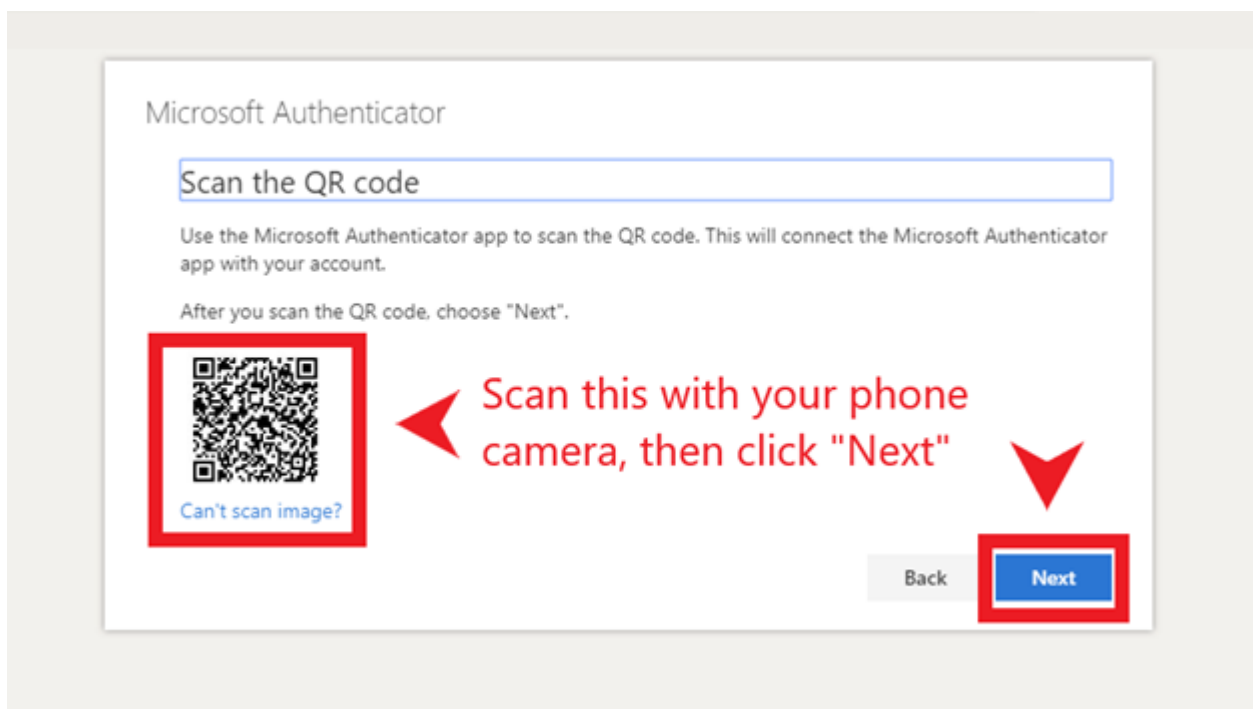 Microsoft Authenticator
Scan the QR code
Use the Microsoft Authenticator app to scan the QR code. This will connect the Microsoft Authenticator
app with your account.
After you scan the QR code, choose "Next".
Scan this with your phone
camera, then click "Next"
Can't scan image?
Back
Next